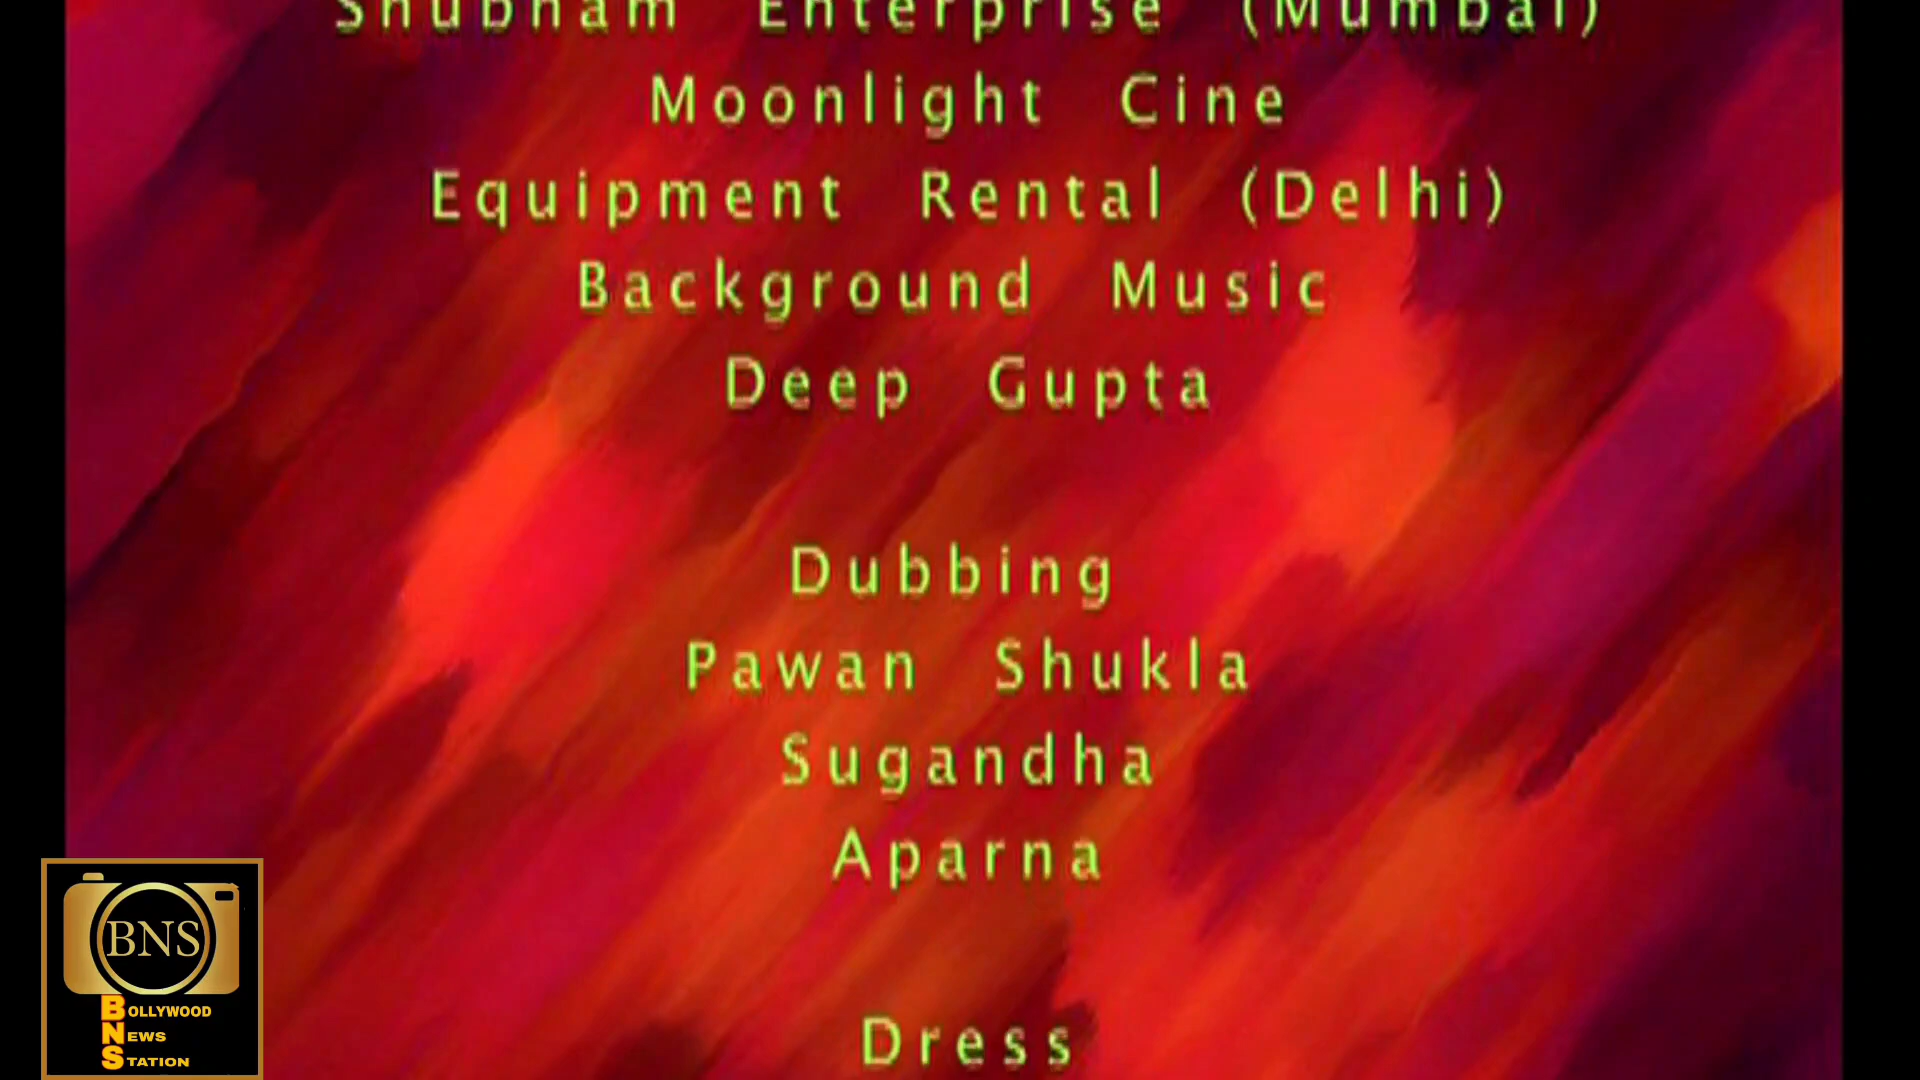 Shubham Enterprise (Mumbai)
Moonlight Cine
Equipment Rental (Delhi)
Background Music
Deep Gupta
Dubbing
Pawan Shukla
Sugandha
Aparna
Dress
BNS
BOLLYWOOD
NEWS
STATION